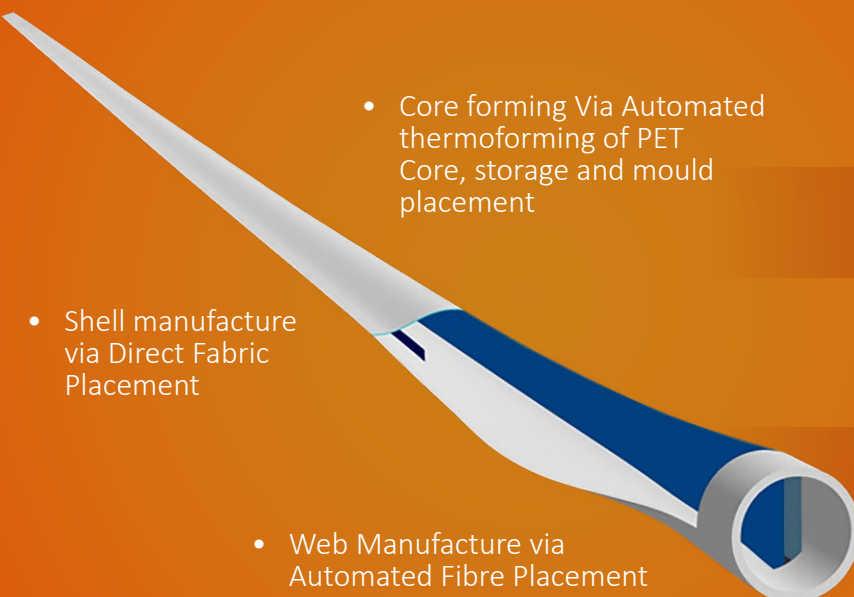 • Core forming Via Automated
thermoforming of PET
Core, storage and mould
placement
• Shell manufacture
via Direct Fabric
Placement
• Web Manufacture via
Automated Fibre Placement